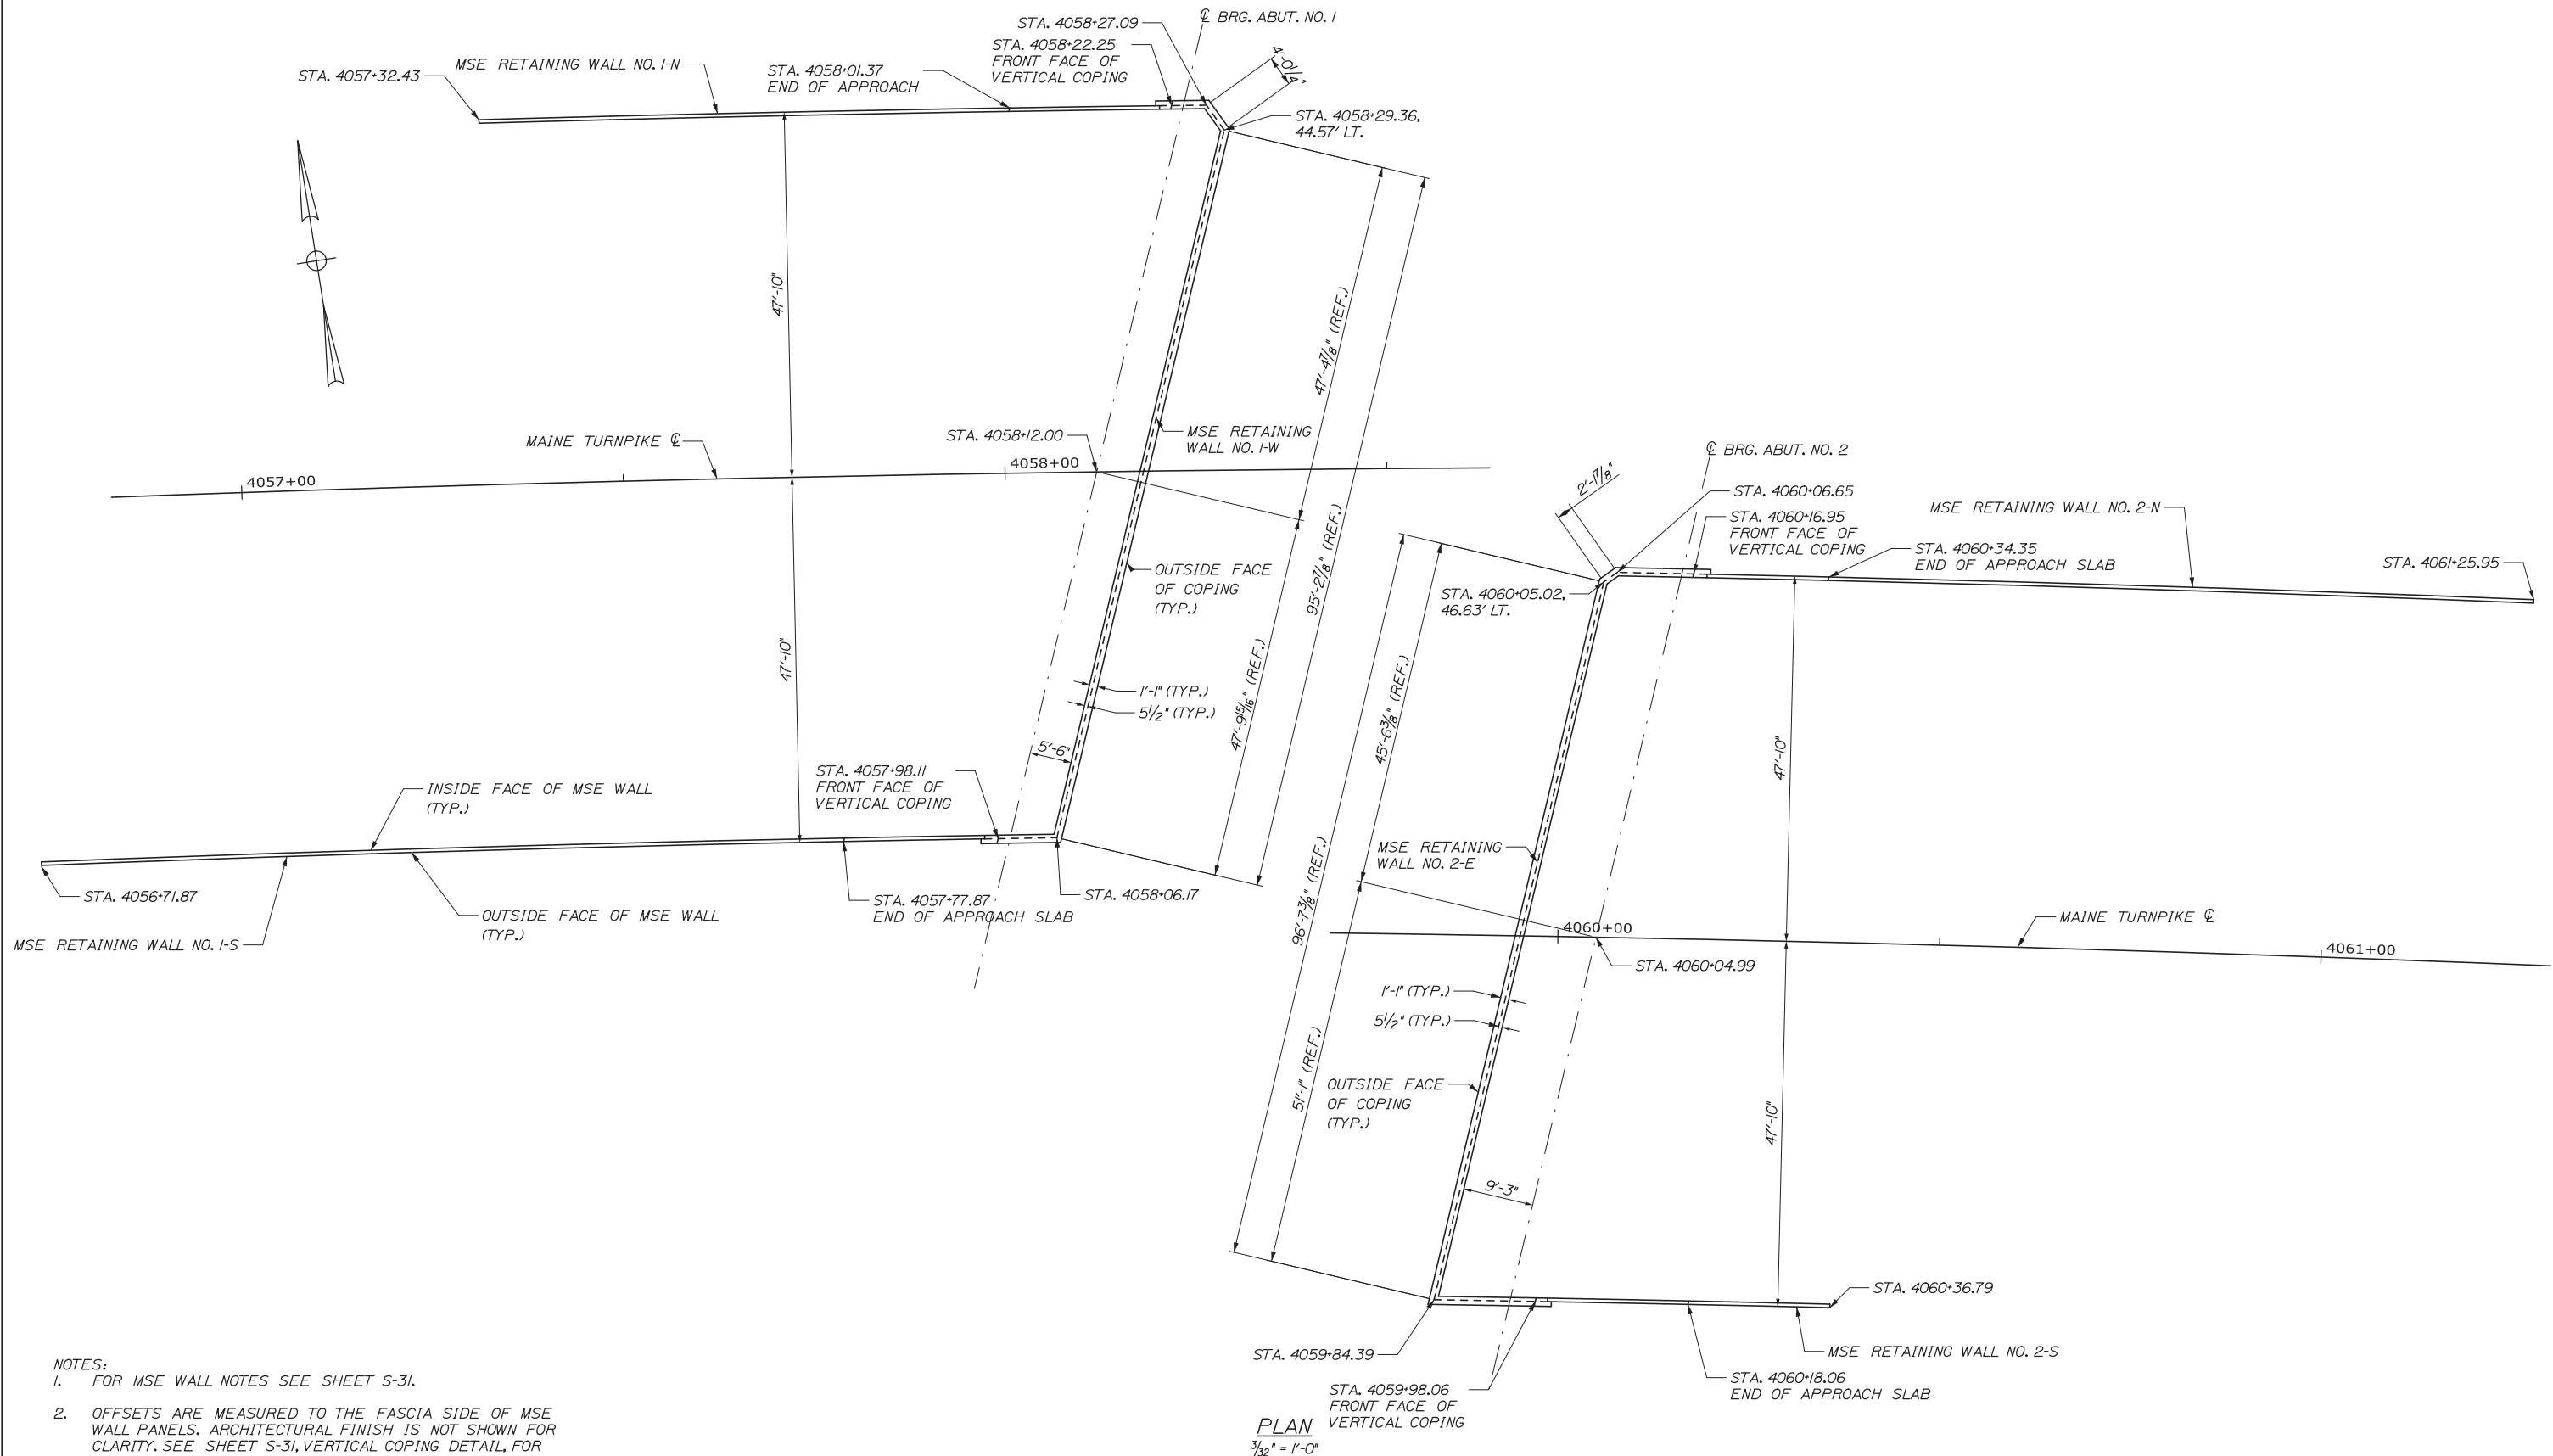 STA. 4058+27.09
℄ BRG. ABUT. NO. 1
STA. 4058+22.25
FRONT FACE OF
VERTICAL COPING
4'-0¼"
MSE RETAINING WALL NO. 1-N
STA. 4057+32.43
STA. 4058+01.37
END OF APPROACH
STA. 4058+29.36,
44.57' LT.
47'-10"
47'-4⅞" (REF.)
95'-2⅞" (REF.)
MAINE TURNPIKE ℄
STA. 4058+12.00
MSE RETAINING
WALL NO. 1-W
4057+00
4058+00
℄ BRG. ABUT. NO. 2
2'-1⅞"
STA. 4060+06.65
STA. 4060+16.95
FRONT FACE OF
VERTICAL COPING
MSE RETAINING WALL NO. 2-N
STA. 4060+34.35
END OF APPROACH SLAB
STA. 4061+25.95
OUTSIDE FACE
OF COPING
(TYP.)
STA. 4060+05.02,
46.63' LT.
47'-10"
1'-1" (TYP.)
5½" (TYP.)
47'-9 15/16" (REF.)
45'-6⅜" (REF.)
5'-6"
47'-10"
STA. 4057+98.11
FRONT FACE OF
VERTICAL COPING
INSIDE FACE OF MSE WALL
(TYP.)
STA. 4056+71.87
OUTSIDE FACE OF MSE WALL
(TYP.)
MSE RETAINING WALL NO. 1-S
STA. 4057+77.87
END OF APPROACH SLAB
STA. 4058+06.17
96'-7⅜" (REF.)
MSE RETAINING
WALL NO. 2-E
4060+00
MAINE TURNPIKE ℄
4061+00
STA. 4060+04.99
1'-1" (TYP.)
5½" (TYP.)
51'-1" (REF.)
OUTSIDE FACE
OF COPING
(TYP.)
47'-10"
9'-3"
STA. 4060+36.79
STA. 4059+84.39
MSE RETAINING WALL NO. 2-S
STA. 4059+98.06
FRONT FACE OF
VERTICAL COPING
STA. 4060+18.06
END OF APPROACH SLAB
NOTES:
1. FOR MSE WALL NOTES SEE SHEET S-31.
2. OFFSETS ARE MEASURED TO THE FASCIA SIDE OF MSE
WALL PANELS. ARCHITECTURAL FINISH IS NOT SHOWN FOR
CLARITY. SEE SHEET S-31, VERTICAL COPING DETAIL, FOR
PLAN
3/32" = 1'-0"